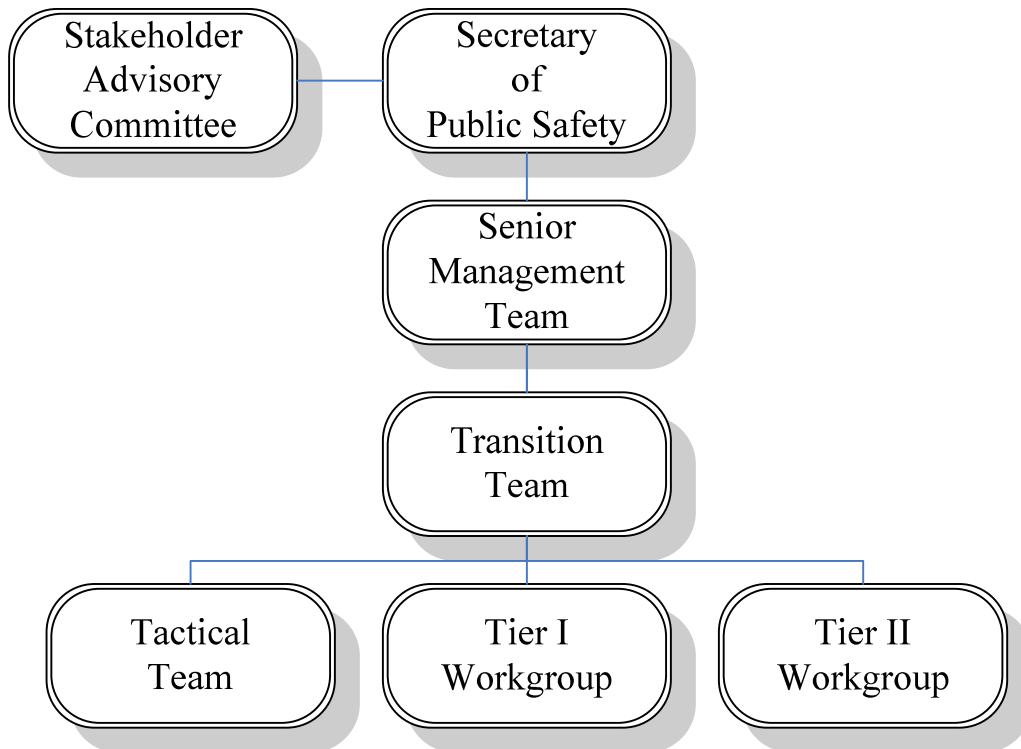 Stakeholder
Advisory
Committee
Secretary
of
Public Safety
Senior
Management
Team
Transition
Team
Tactical
Team
Tier I
Workgroup
Tier II
Workgroup